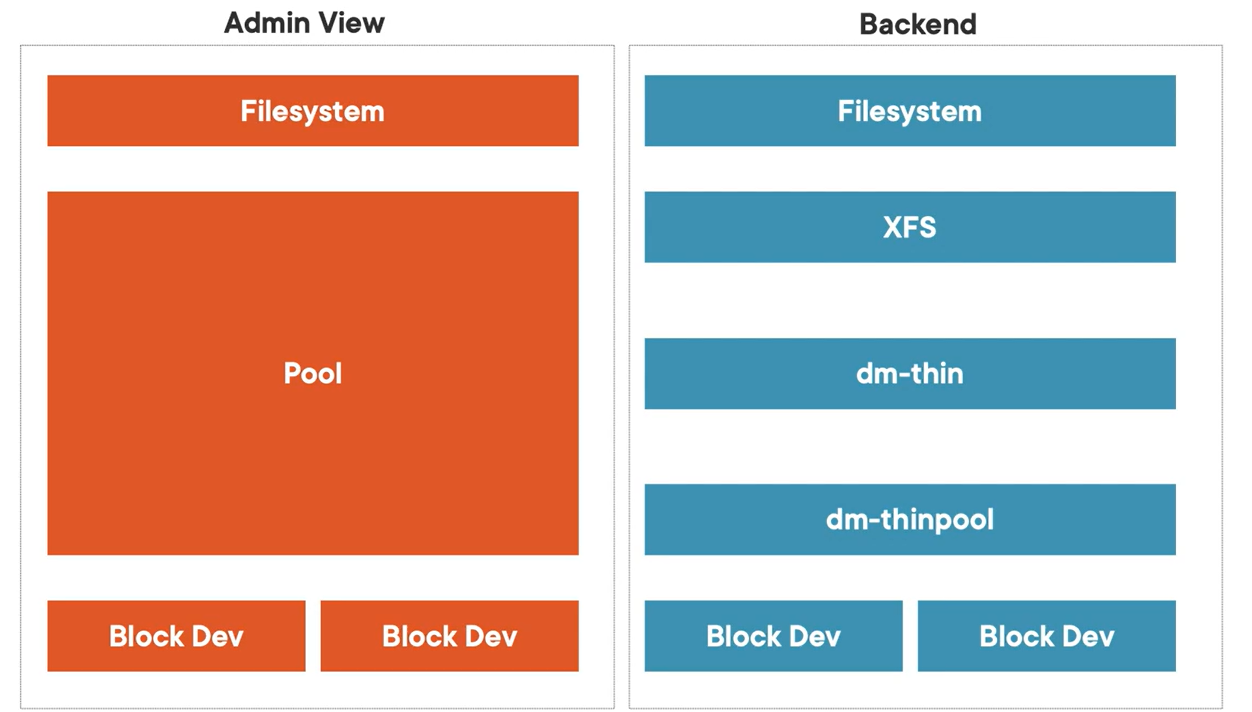 Admin View
Filesystem
Pool
Block Dev
Block Dev
Backend
Filesystem
XFS
dm-thin
dm-thinpool
Block Dev
Block Dev